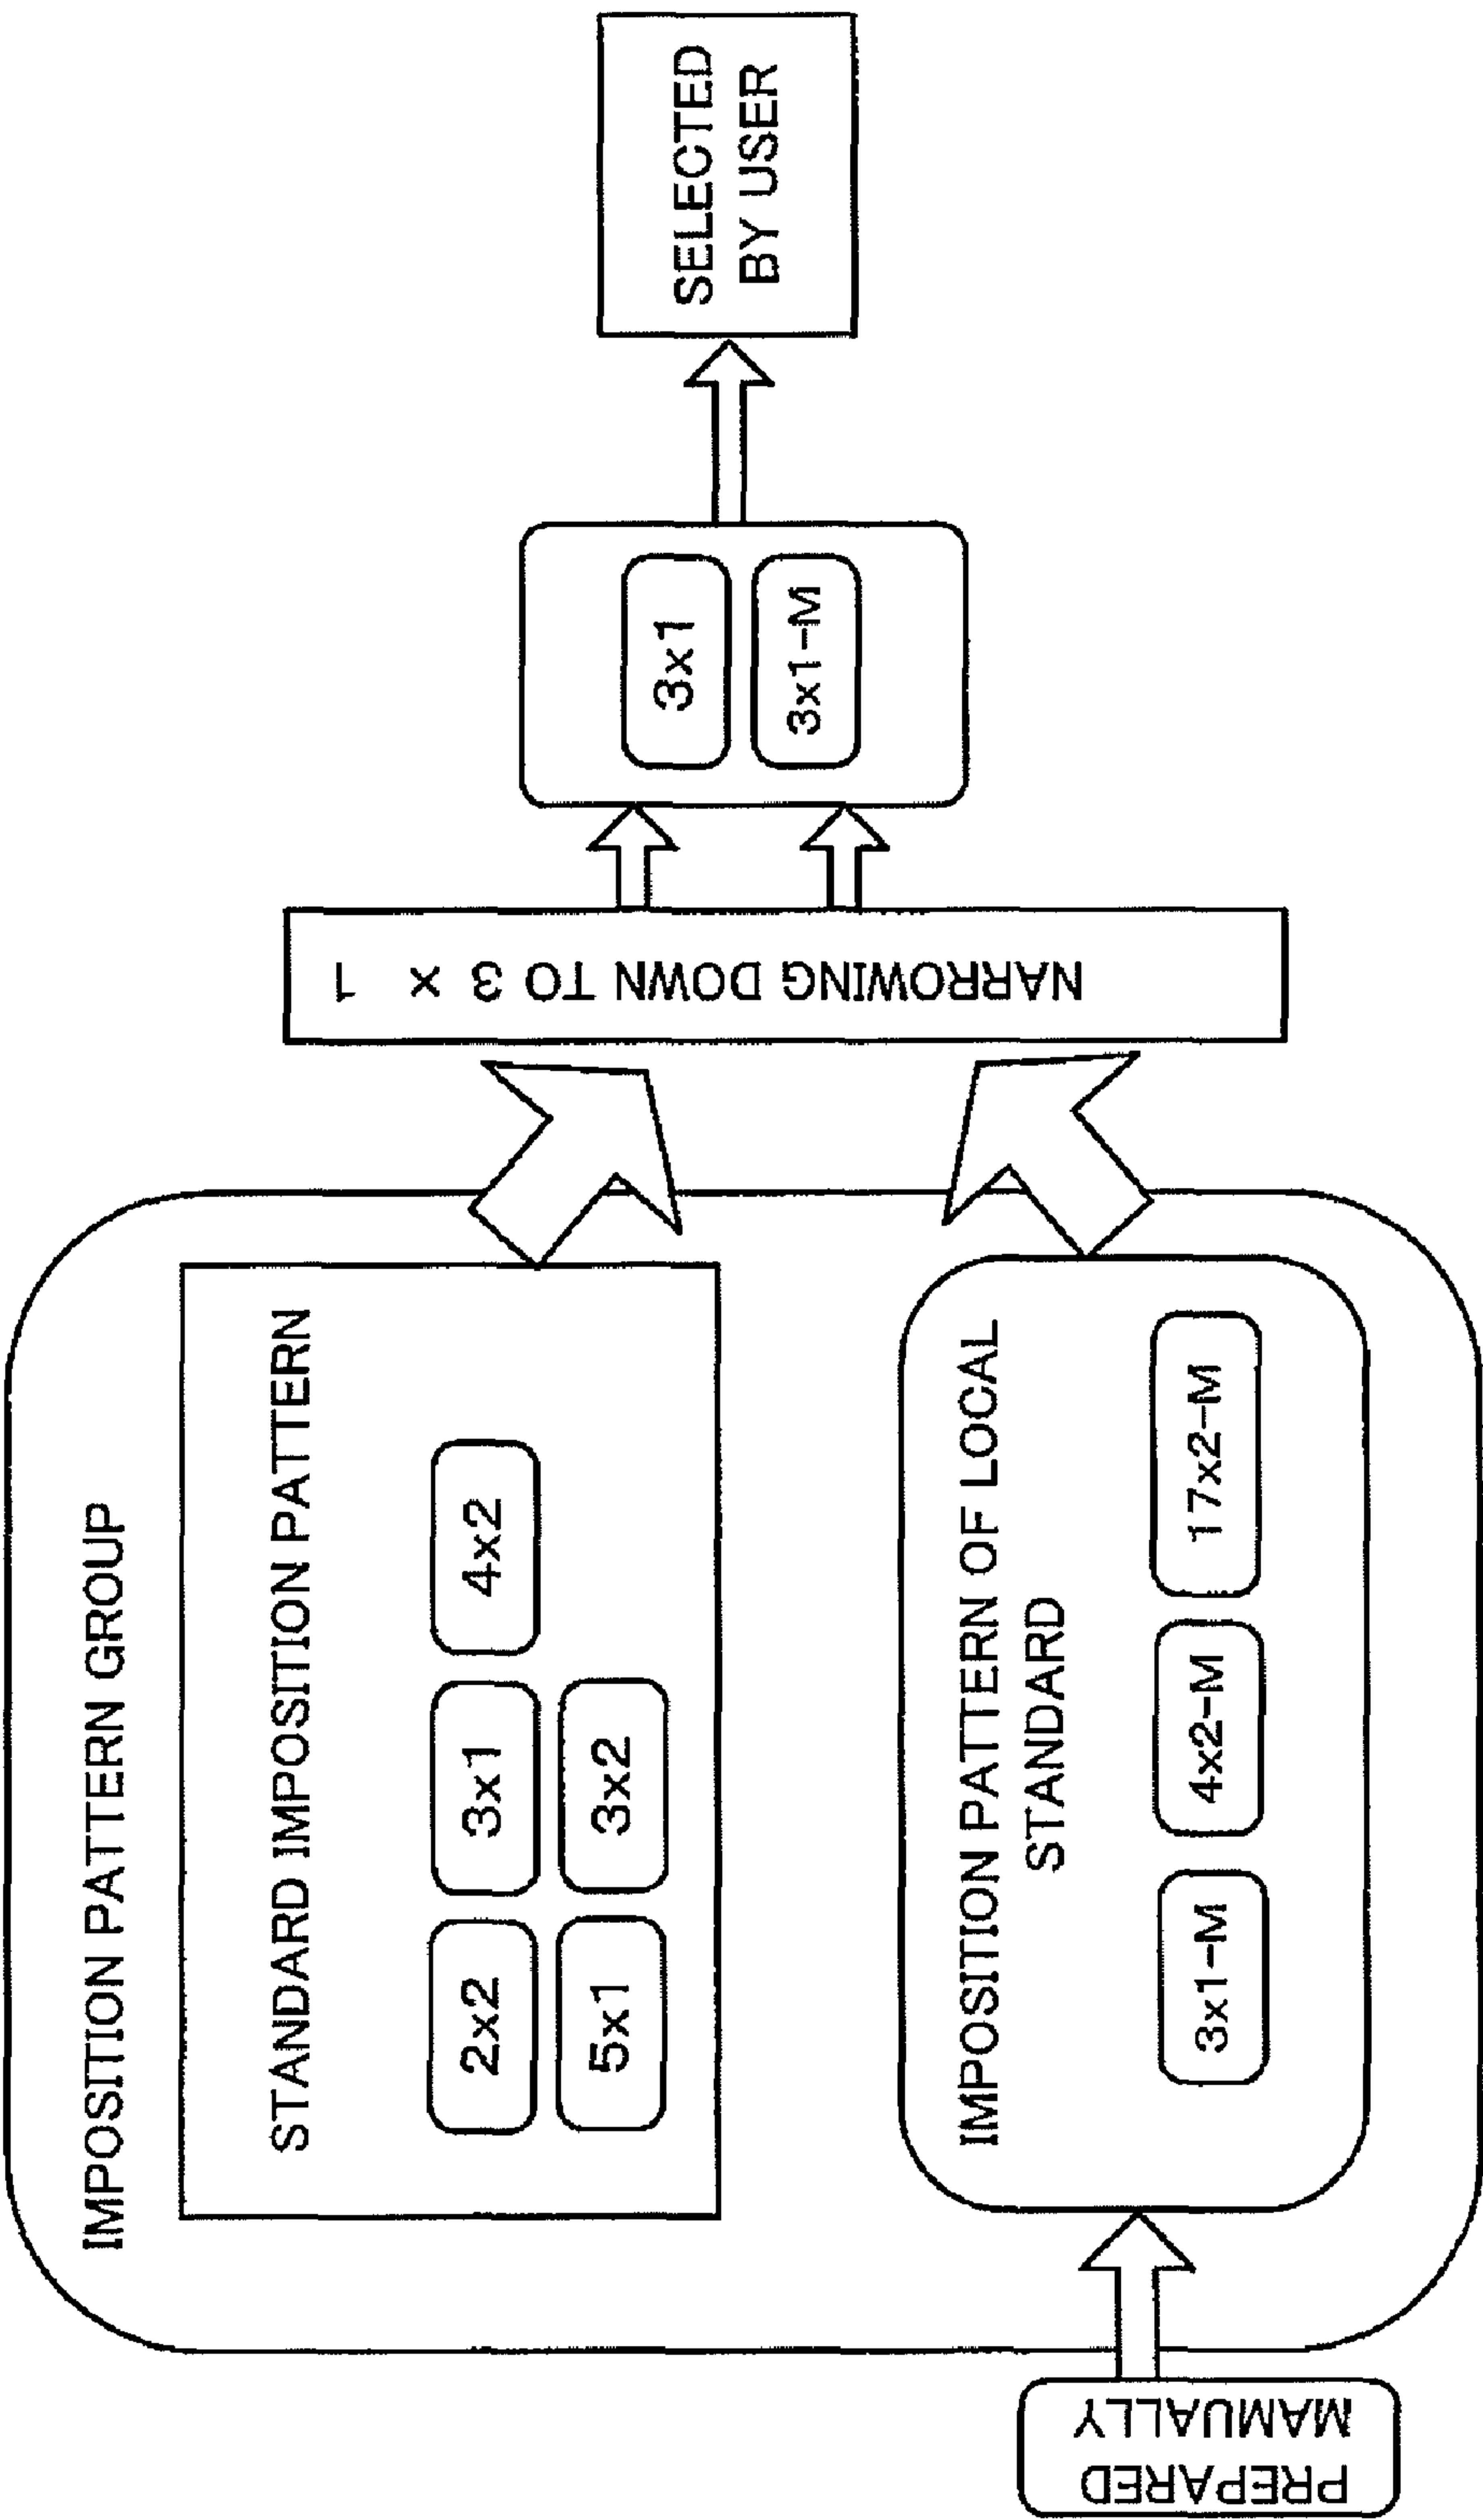 IMPOSITION PATTERN GROUP
STANDARD IMPOSITION PATTERN
2x2
3x1
4x2
5x1
3x2
IMPOSITION PATTERN OF LOCAL
STANDARD
3x1-M
4x2-M
17x2-M
PREPARED
MAMUALLY
NARROWING DOWN TO 3 × 1
3x1
3x1-M
SELECTED
BY USER